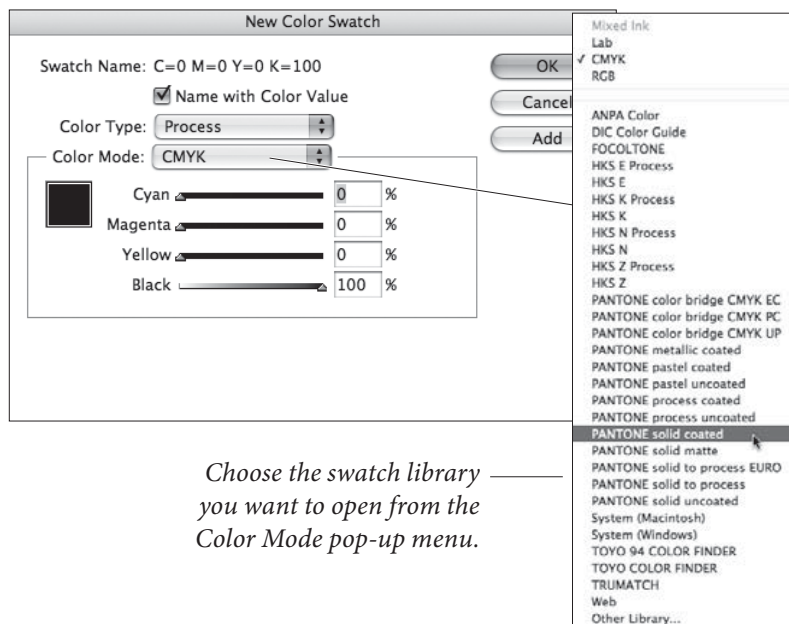 New Color Swatch
Swatch Name: C=0 M=0 Y=0 K=100
Name with Color Value
Color Type: Process
Color Mode: CMYK
Cyan 0 %
Magenta 0 %
Yellow 0 %
Black 100 %
OK
Cancel
Add
Mixed Ink
Lab
✓ CMYK
RGB
ANPA Color
DIC Color Guide
FOCOLTONE
HKS E Process
HKS E
HKS K Process
HKS K
HKS N Process
HKS N
HKS Z Process
HKS Z
PANTONE color bridge CMYK EC
PANTONE color bridge CMYK PC
PANTONE color bridge CMYK UP
PANTONE metallic coated
PANTONE pastel coated
PANTONE pastel uncoated
PANTONE process coated
PANTONE process uncoated
PANTONE solid coated
PANTONE solid matte
PANTONE solid to process EURO
PANTONE solid to process
PANTONE solid uncoated
System (Macintosh)
System (Windows)
TOYO 94 COLOR FINDER
TOYO COLOR FINDER
TRUMATCH
Web
Other Library...
Choose the swatch library
you want to open from the
Color Mode pop-up menu.